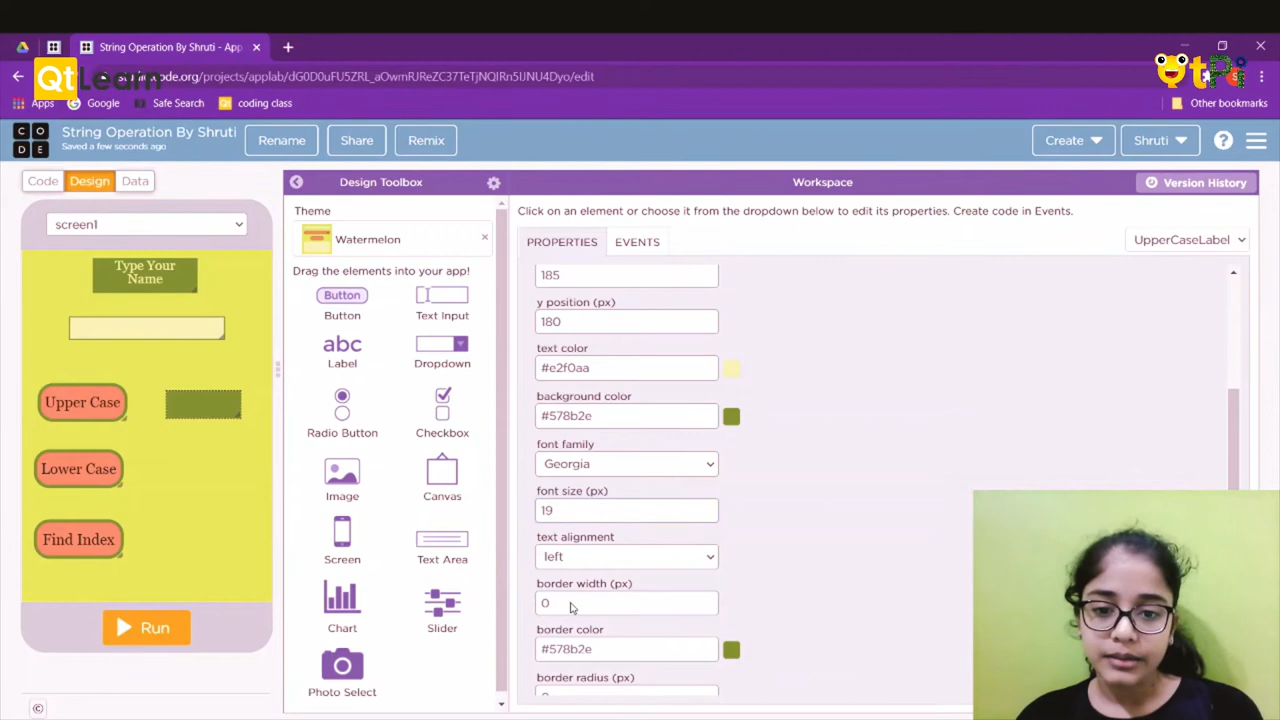 String Operation By Shruti - App
QtLearn
studio.code.org/projects/applab/dG0D0uFU5ZRL_aOwmRJReZC37TeTjNQIRn5UNU4Dyo/edit
QtPi
Apps
Google
Safe Search
coding class
Other bookmarks
CO
DE
String Operation By Shruti
Saved a few seconds ago
Rename
Share
Remix
Create
Shruti
?
Code
Design
Data
Design Toolbox
Workspace
Version History
screen1
Type Your
Name
Upper Case
Lower Case
Find Index
Run
©
Theme
Watermelon
Drag the elements into your app!
Button
Button
Text Input
abc
Label
Dropdown
Radio Button
Checkbox
Image
Canvas
Screen
Text Area
Chart
Slider
Photo Select
Click on an element or choose it from the dropdown below to edit its properties. Create code in Events.
PROPERTIES
EVENTS
UpperCaseLabel
185
y position (px)
180
text color
#e2f0aa
background color
#578b2e
font family
Georgia
font size (px)
19
text alignment
left
border width (px)
0
border color
#578b2e
border radius (px)